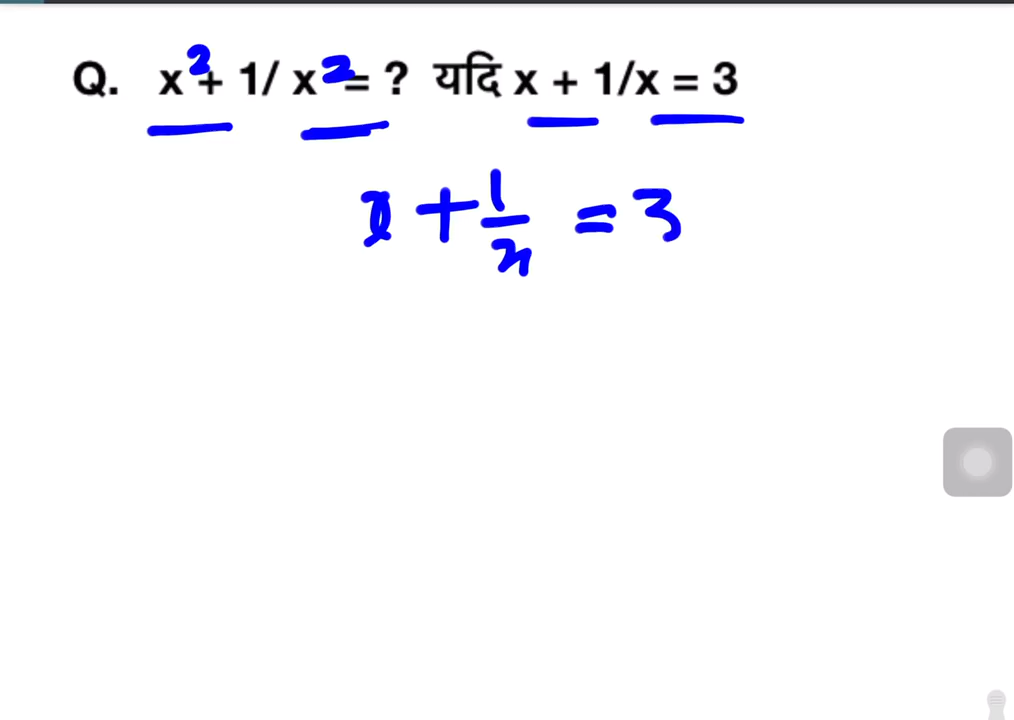 Q. x²+ 1/ x²= ? यदि x + 1/x = 3
x + 1/x = 3